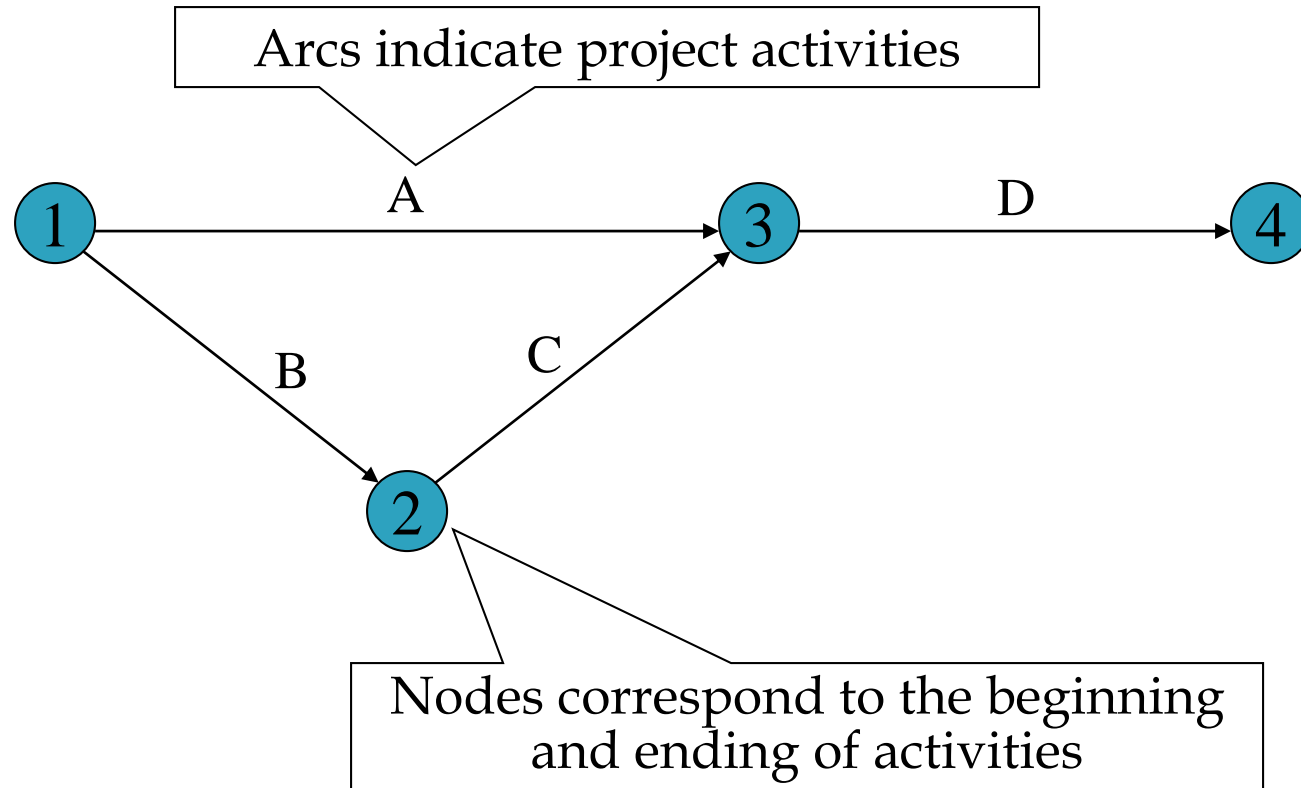 Arcs indicate project activities
A
D
1
3
4
B
C
2
Nodes correspond to the beginning
and ending of activities